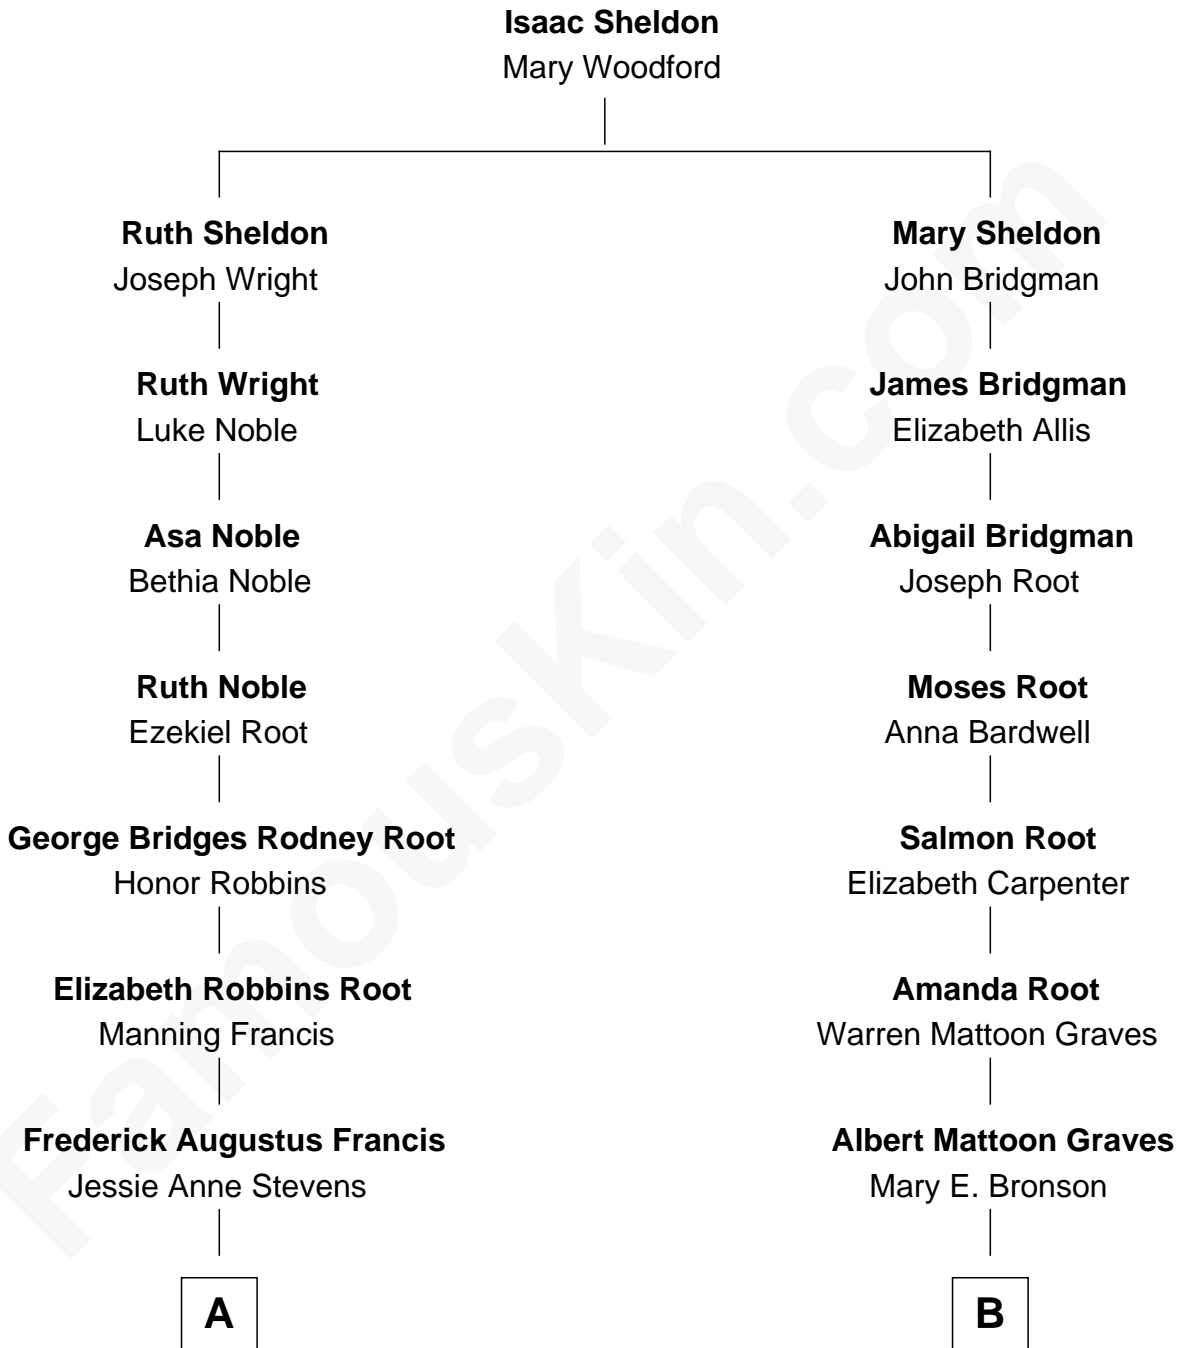 Isaac Sheldon
Mary Woodford
Ruth Sheldon
Joseph Wright
Mary Sheldon
John Bridgman
Ruth Wright
Luke Noble
James Bridgman
Elizabeth Allis
Asa Noble
Bethia Noble
Abigail Bridgman
Joseph Root
Ruth Noble
Ezekiel Root
Moses Root
Anna Bardwell
George Bridges Rodney Root
Honor Robbins
Salmon Root
Elizabeth Carpenter
Elizabeth Robbins Root
Manning Francis
Amanda Root
Warren Mattoon Graves
Frederick Augustus Francis
Jessie Anne Stevens
Albert Mattoon Graves
Mary E. Bronson
A
B
FamousKin.com